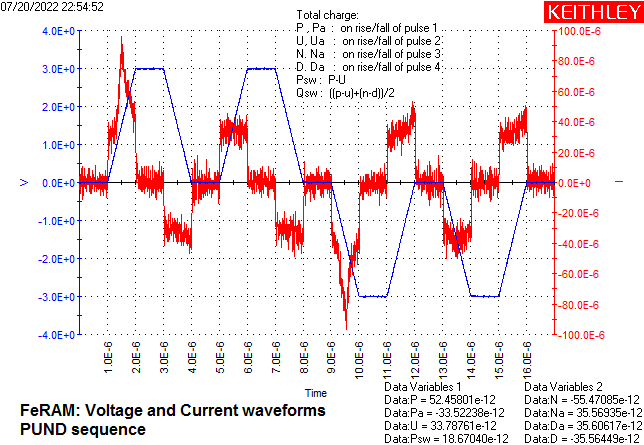 07/20/2022 22:54:52
KEITHLEY
Total charge:
P , Pa : on rise/fall of pulse 1
U, Ua : on rise/fall of pulse 2
N. Na : on rise/fall of pulse 3
D. Da : on rise/fall of pulse 4
Psw : P-U
Qsw : ((p-u)+(n-d))/2
4.0E+0
3.0E+0
2.0E+0
1.0E+0
0.0E+0
-1.0E+0
-2.0E+0
-3.0E+0
-4.0E+0
V
100.0E-6
80.0E-6
60.0E-6
40.0E-6
20.0E-6
0.0E+0
-20.0E-6
-40.0E-6
-60.0E-6
-80.0E-6
-100.0E-6
I
1.0E-6
2.0E-6
3.0E-6
4.0E-6
5.0E-6
6.0E-6
7.0E-6
8.0E-6
9.0E-6
10.0E-6
11.0E-6
12.0E-6
13.0E-6
14.0E-6
15.0E-6
16.0E-6
Time
FeRAM: Voltage and Current waveforms
PUND sequence
Data Variables 1
Data:P = 52.45801e-12
Data:Pa = -33.52238e-12
Data:U = 33.78761e-12
Data:Psw = 18.67040e-12
Data Variables 2
Data:N = -55.47085e-12
Data:Na = 35.56935e-12
Data:Da = 35.60617e-12
Data:D = -35.56449e-12